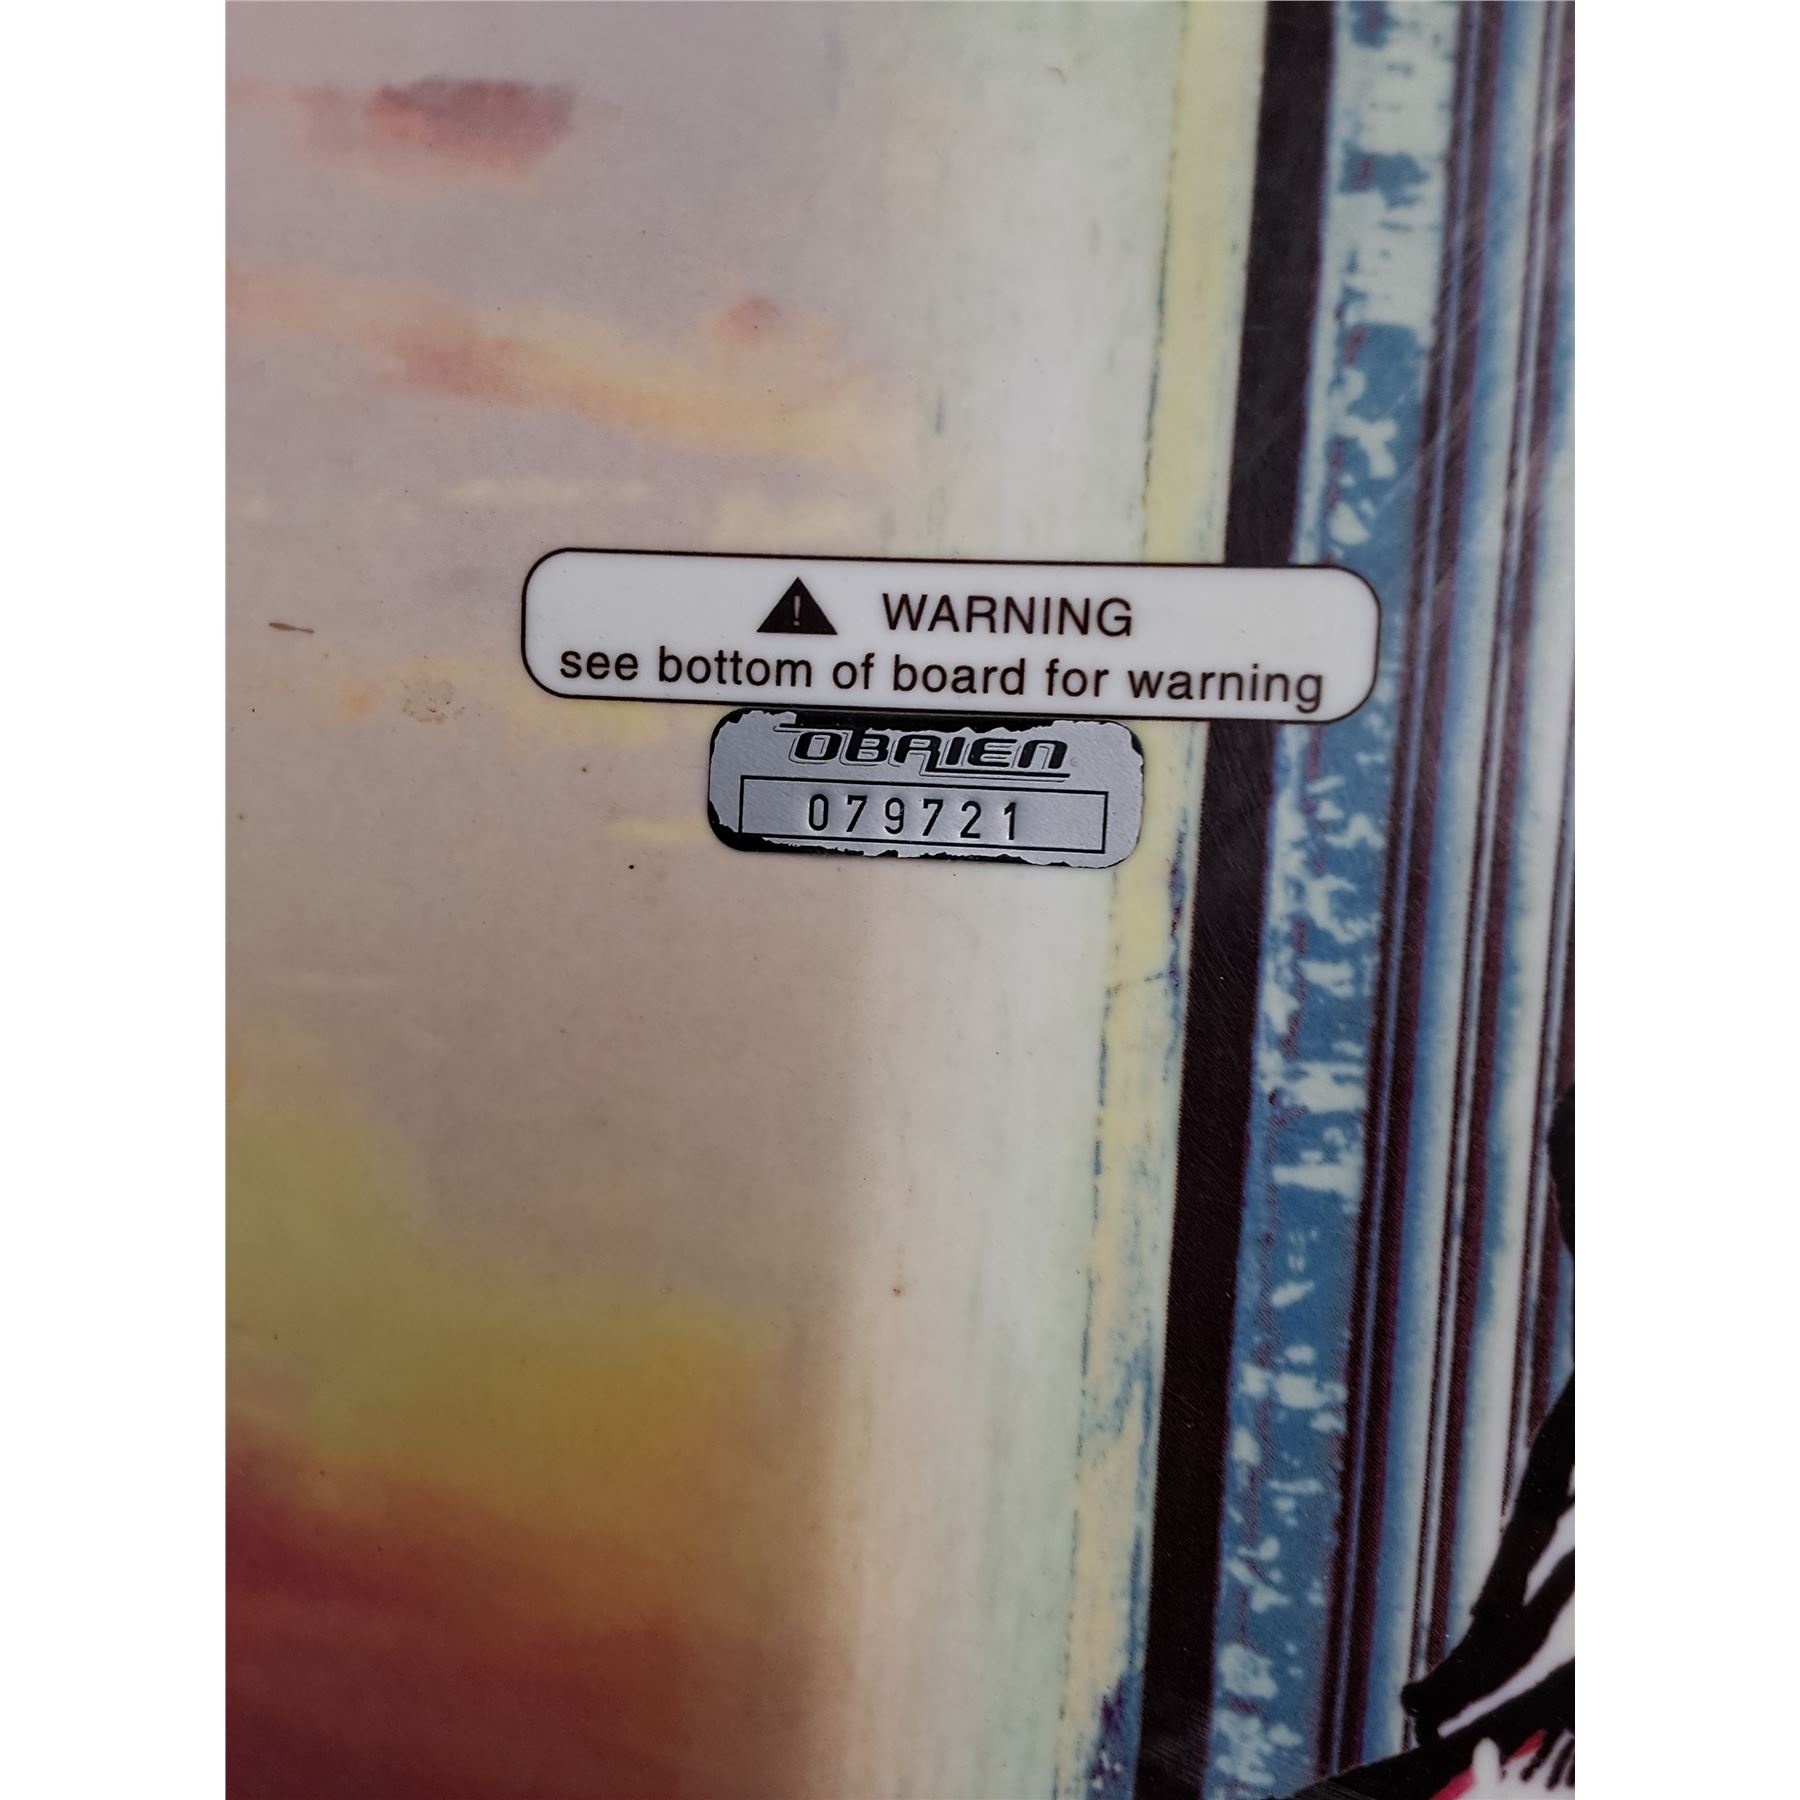 WARNING
see bottom of board for warning
OBRIEN
079721